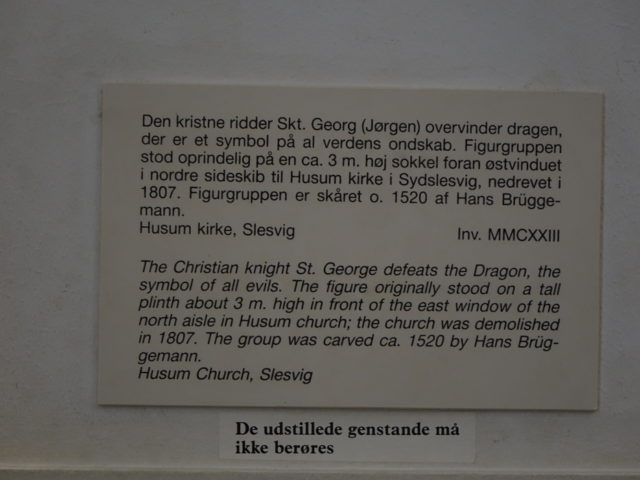 Den kristne ridder Skt. Georg (Jørgen) overvinder dragen,
der er et symbol på al verdens ondskab. Figurgruppen
stod oprindelig på en ca. 3 m. høj sokkel foran østvinduet
i nordre sideskib til Husum kirke i Sydslesvig, nedrevet i
1807. Figurgruppen er skåret o. 1520 af Hans Brügge-
mann.
Husum kirke, Slesvig Inv. MMCXXIII
The Christian knight St. George defeats the Dragon, the
symbol of all evils. The figure originally stood on a tall
plinth about 3 m. high in front of the east window of the
north aisle in Husum church; the church was demolished
in 1807. The group was carved ca. 1520 by Hans Brüg-
gemann.
Husum Church, Slesvig
De udstillede genstande må
ikke berøres